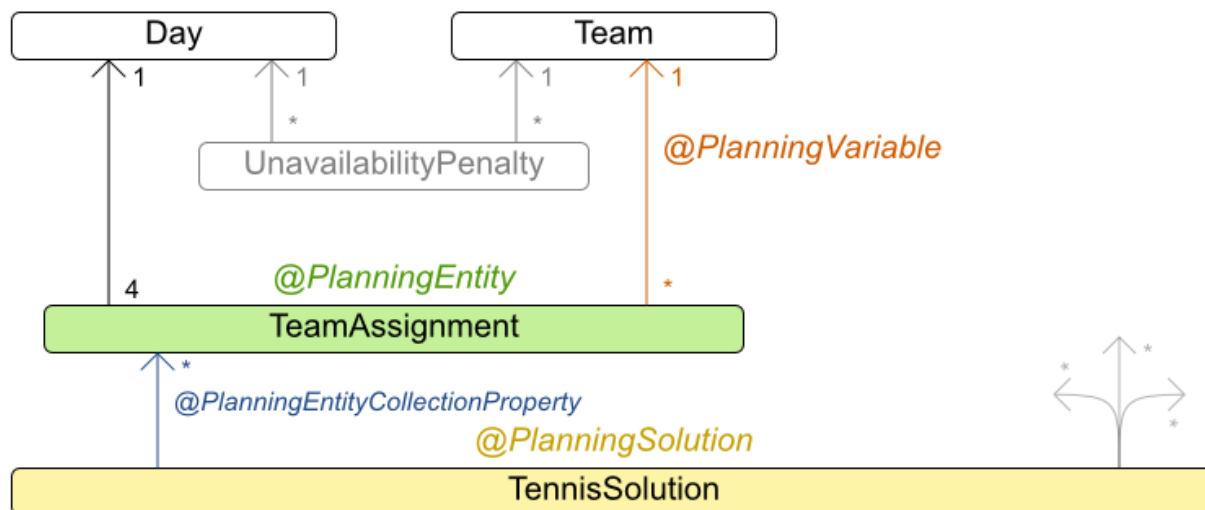 Day
Team
1
1
1
1
*
*
@PlanningVariable
UnavailabilityPenalty
@PlanningEntity
4
*
TeamAssignment
*
*
*
@PlanningEntityCollectionProperty
*
@PlanningSolution
TennisSolution